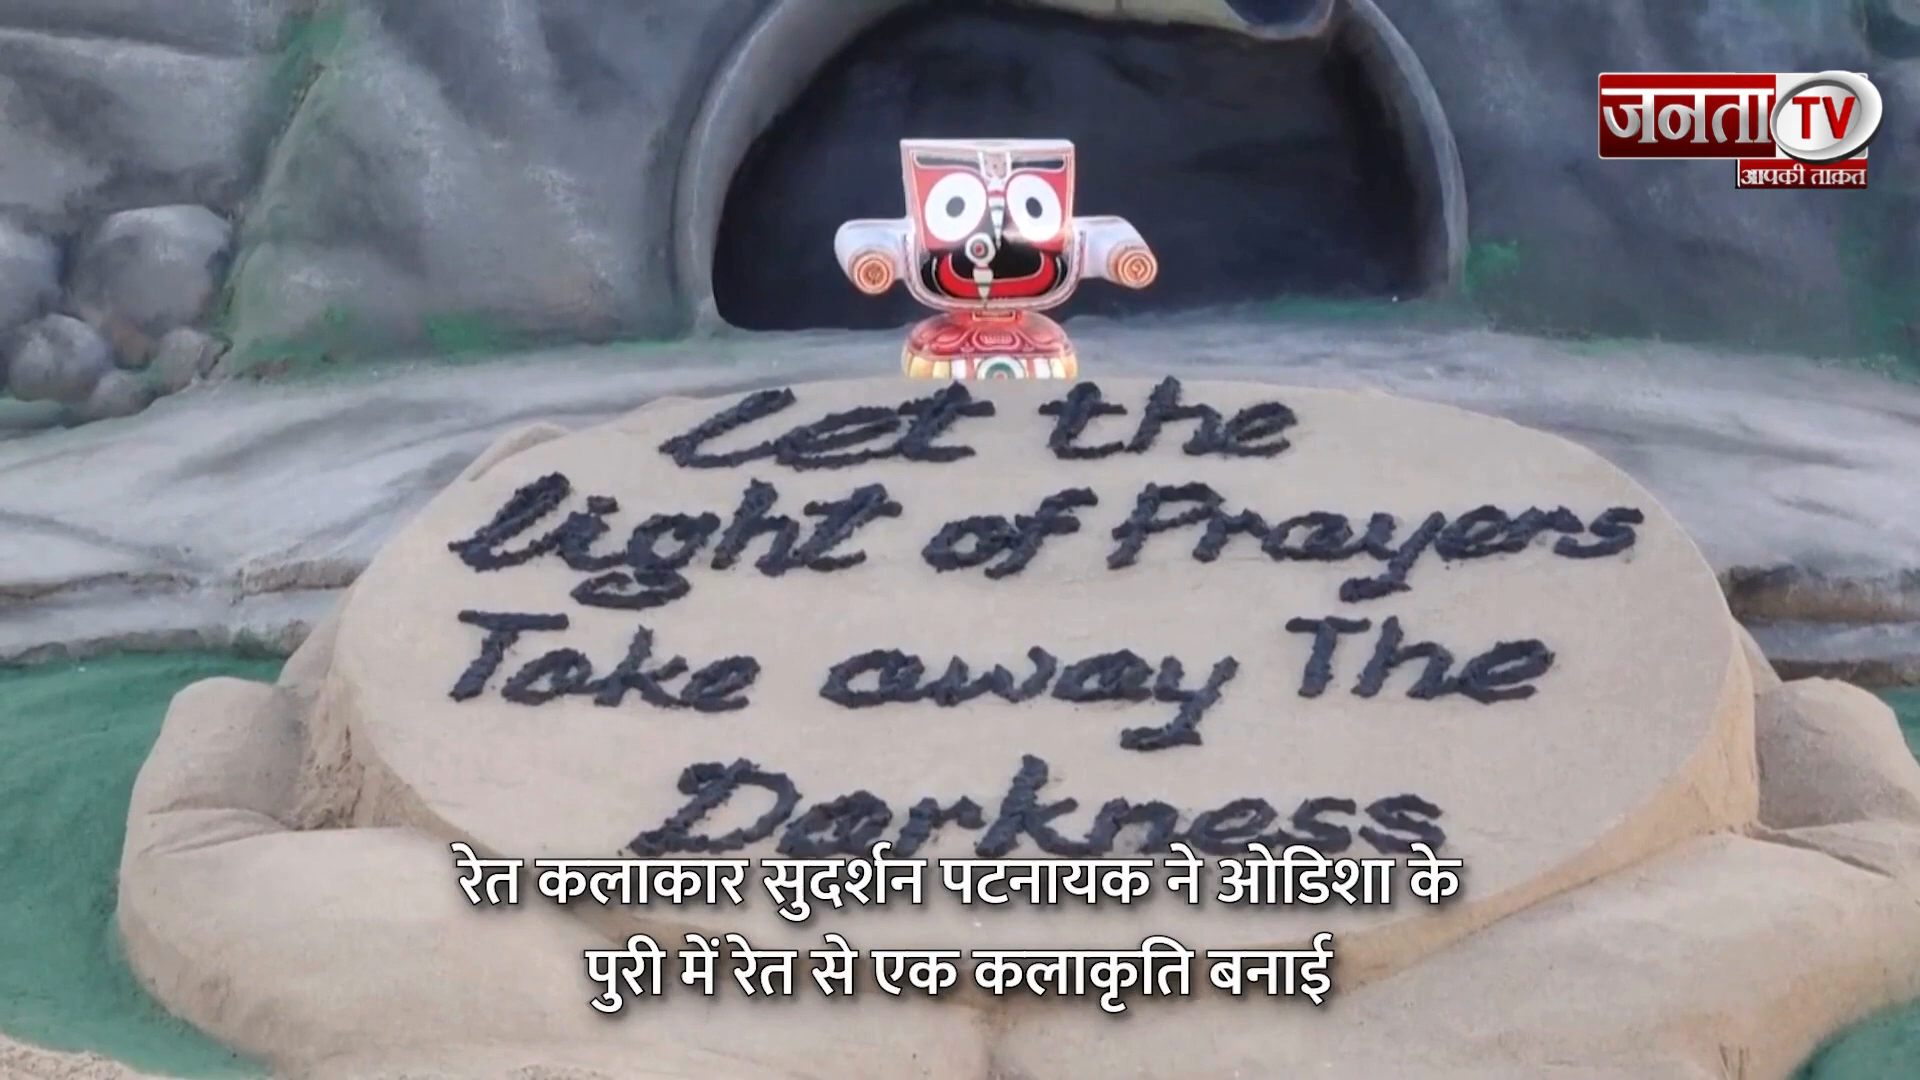 जनता TV
आपकी ताक़त
Let the
light of Prayers
Take away The
Darkness
रेत कलाकार सुदर्शन पटनायक ने ओडिशा के
पुरी में रेत से एक कलाकृति बनाई